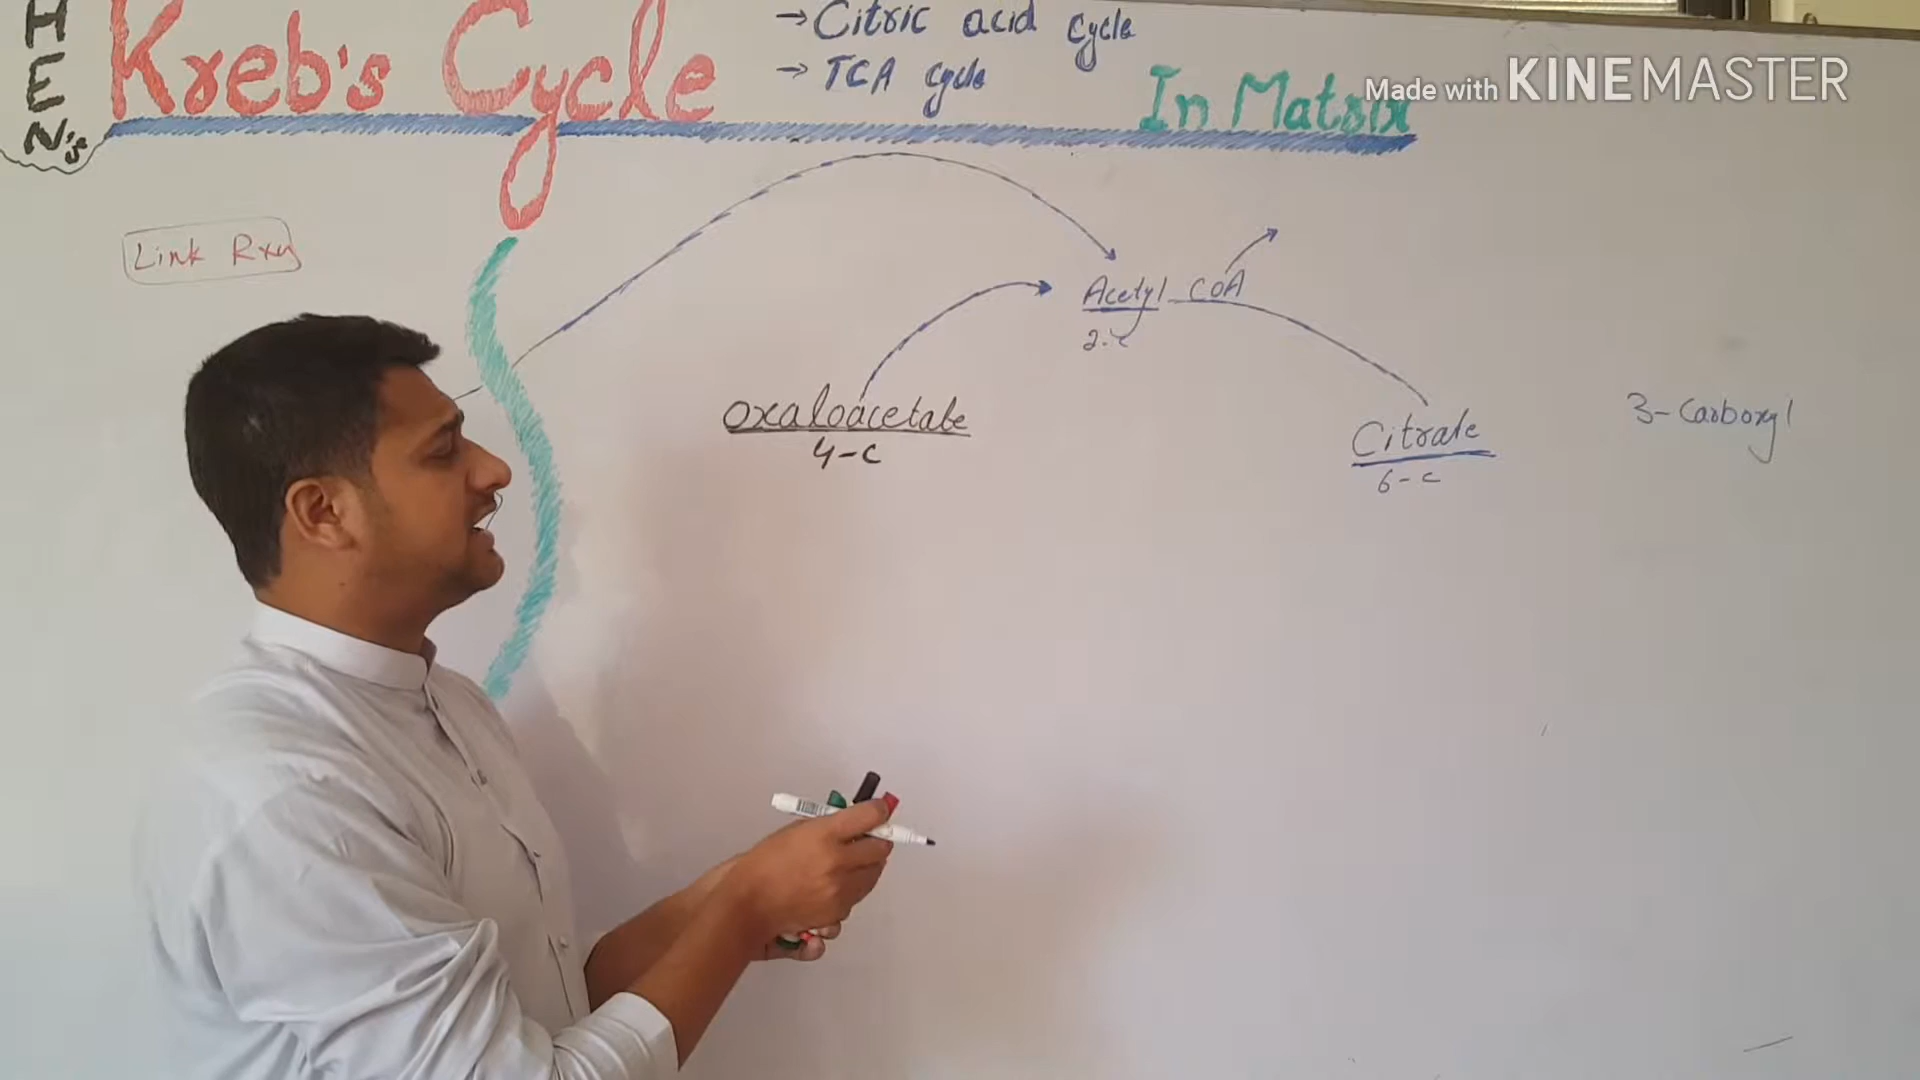 HEN's
Kreb's Cycle
→ Citric acid cycle
→ TCA cycle
In Matrix
Made with KINEMASTER
Link Rxn
Acetyl CoA
2-c
Oxaloacetate
4-c
Citrate
6-c
3-Carboxyl